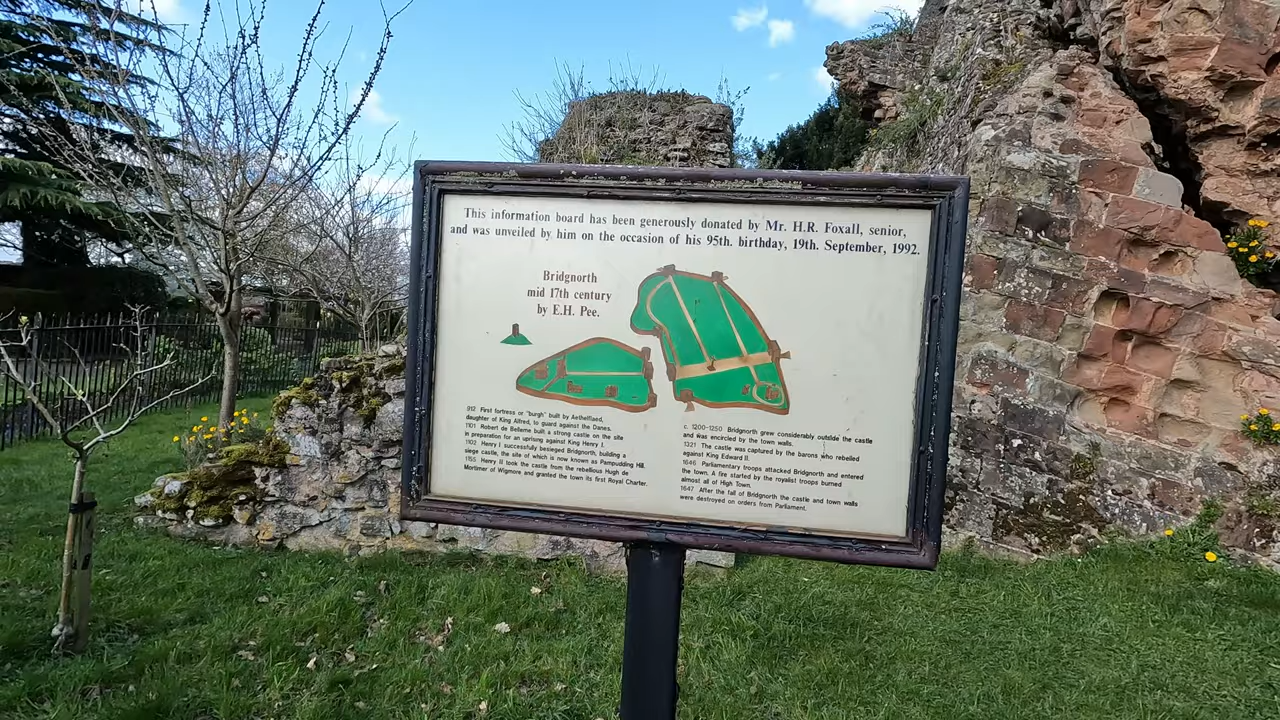 This information board has been generously donated by Mr. H.R. Foxall, senior,
and was unveiled by him on the occasion of his 95th. birthday, 19th. September, 1992.
Bridgnorth
mid 17th century
by E.H. Pee.
912 First fortress or "burgh" built by Aethelflaed,
daughter of King Alfred, to guard against the Danes.
1101 Robert de Belleme built a strong castle on the site
in preparation for an uprising against King Henry I.
1102 Henry I successfully besieged Bridgnorth, building a
siege castle, the site of which is now known as Pampudding Hill.
1155 Henry II took the castle from the rebellious Hugh de
Mortimer of Wigmore and granted the town its first Royal Charter.
c. 1200-1250 Bridgnorth grew considerably outside the castle
and was encircled by the town walls.
1321 The castle was captured by the barons who rebelled
against King Edward II.
1646 Parliamentary troops attacked Bridgnorth and entered
the town. A fire started by the royalist troops burned
almost all of High Town.
1647 After the fall of Bridgnorth the castle and town walls
were destroyed on orders from Parliament.